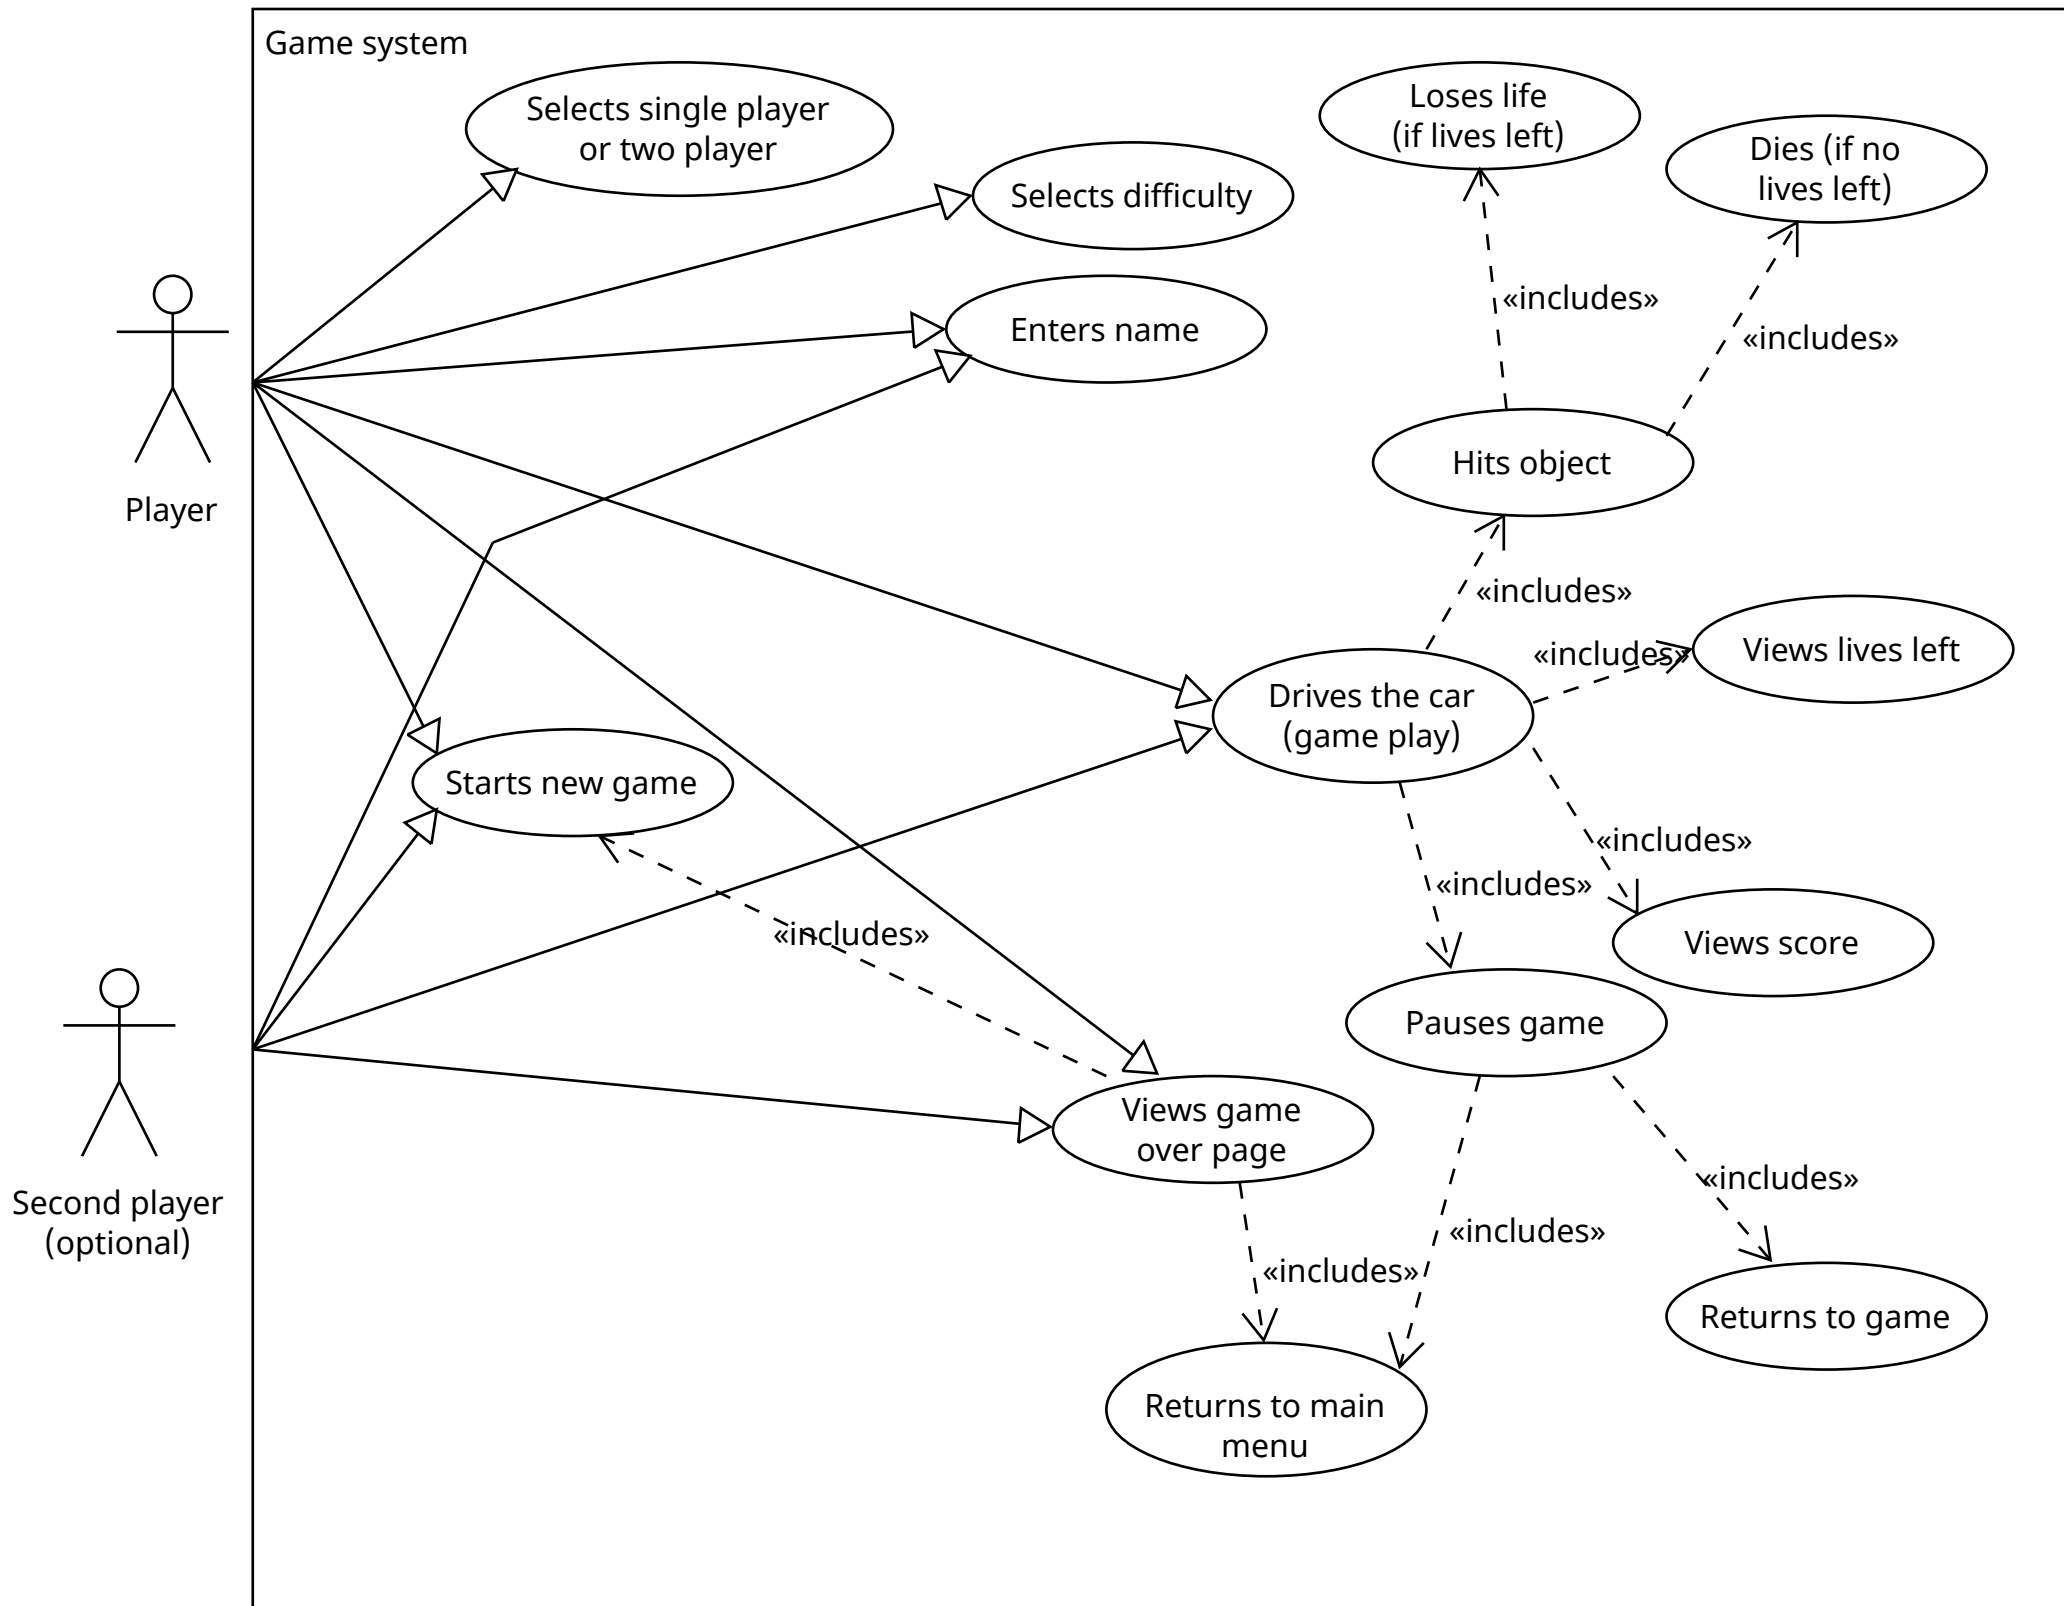 Game system
Selects single player
or two player
Loses life
(if lives left)
Dies (if no
lives left)
Selects difficulty
«includes»
Enters name
«includes»
Hits object
Player
«includes»
«includes»
Views lives left
Drives the car
(game play)
Starts new game
«includes»
«includes»
«includes»
Views score
Pauses game
Views game
over page
«includes»
Second player
(optional)
«includes»
«includes»
Returns to game
Returns to main
menu